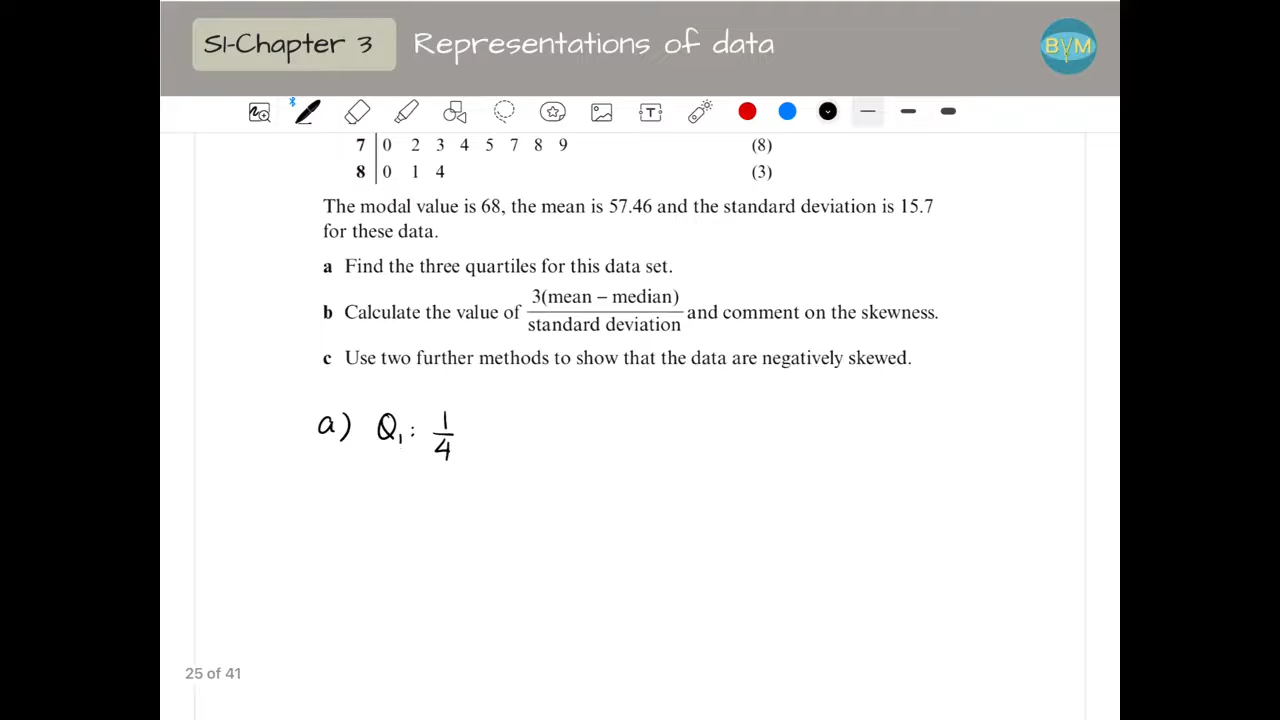 S1-Chapter 3 Representations of data BYM
T
7 0 2 3 4 5 7 8 9 (8)
8 0 1 4 (3)
The modal value is 68, the mean is 57.46 and the standard deviation is 15.7
for these data.
a Find the three quartiles for this data set.
b Calculate the value of 3(mean – median) / standard deviation and comment on the skewness.
c Use two further methods to show that the data are negatively skewed.
a) Q₁: 1/4
25 of 41